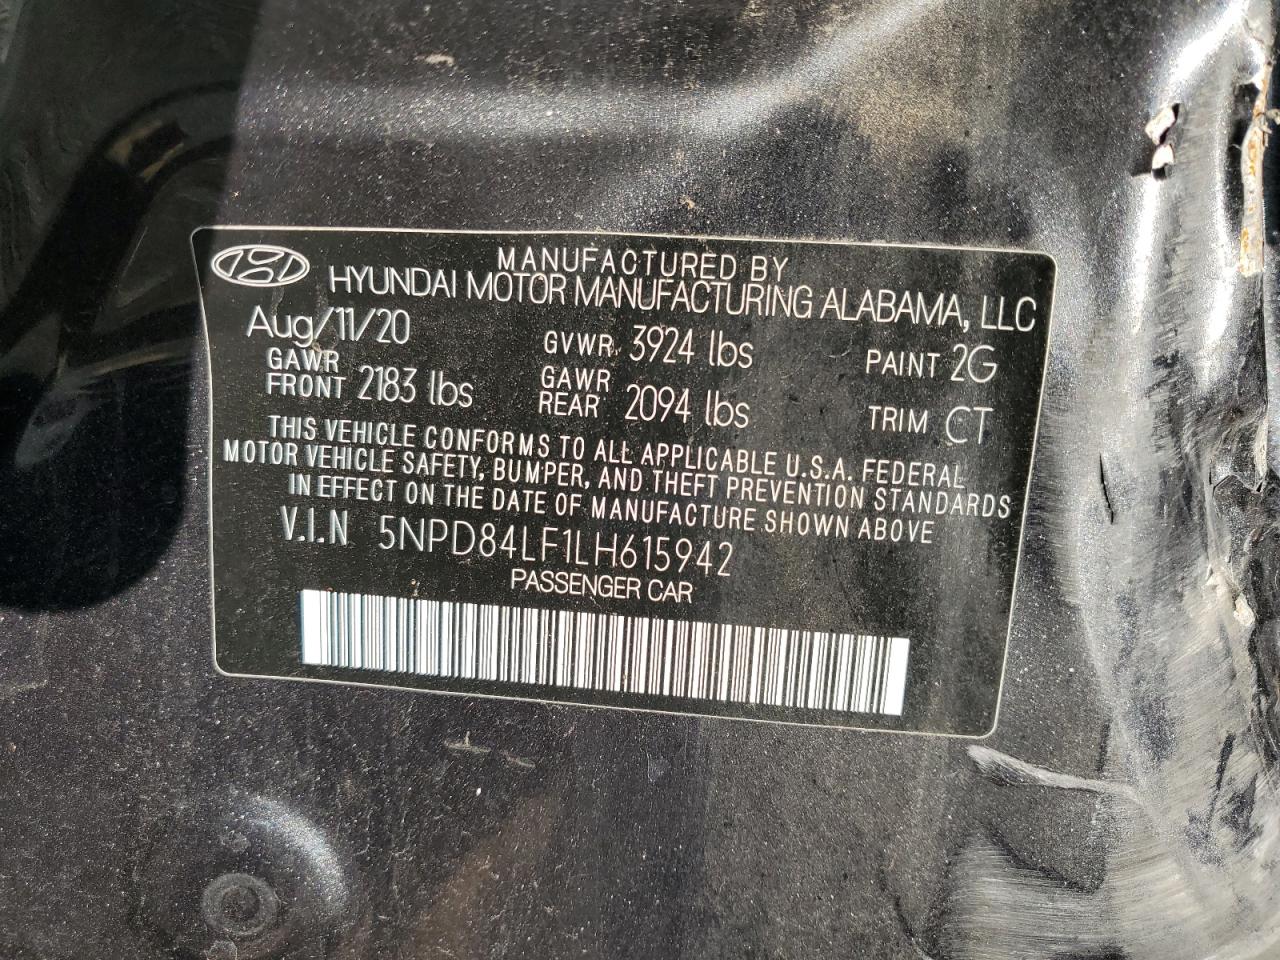 MANUFACTURED BY
HYUNDAI MOTOR MANUFACTURING ALABAMA, LLC
Aug/11/20 GVWR 3924 lbs PAINT 2G
GAWR FRONT 2183 lbs GAWR REAR 2094 lbs TRIM CT
THIS VEHICLE CONFORMS TO ALL APPLICABLE U.S.A. FEDERAL
MOTOR VEHICLE SAFETY, BUMPER, AND THEFT PREVENTION STANDARDS
IN EFFECT ON THE DATE OF MANUFACTURE SHOWN ABOVE
V.I.N 5NPD84LF1LH615942
PASSENGER CAR